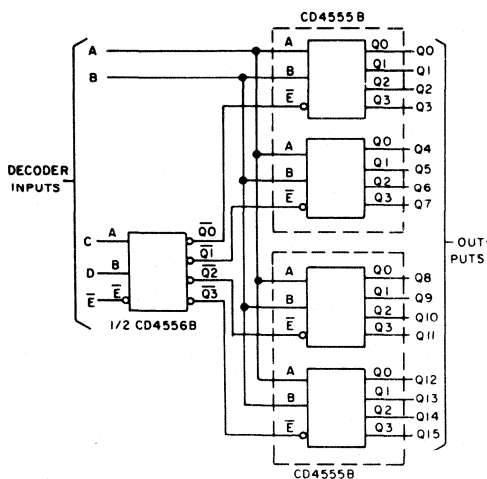 CD4555B
A
B
DECODER
INPUTS
C
D
E̅
A
B
E̅
1/2 CD4556B
Q̅0̅
Q̅1̅
Q̅2̅
Q̅3̅
A
B
E̅
Q0
Q1
Q2
Q3
Q0
Q1
Q2
Q3
A
B
E̅
Q0
Q1
Q2
Q3
Q4
Q5
Q6
Q7
A
B
E̅
Q0
Q1
Q2
Q3
Q8
Q9
Q10
Q11
A
B
E̅
Q0
Q1
Q2
Q3
Q12
Q13
Q14
Q15
OUT-
PUTS
CD4555B